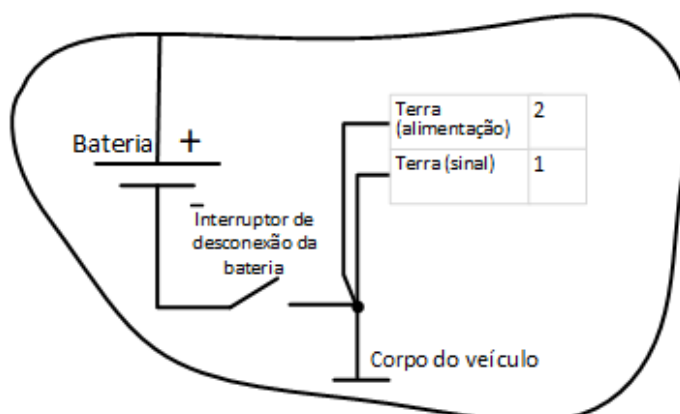 Terra
(alimentação)
2
Bateria +
Terra (sinal)
1
-
Interruptor de
desconexão da
bateria
Corpo do veículo